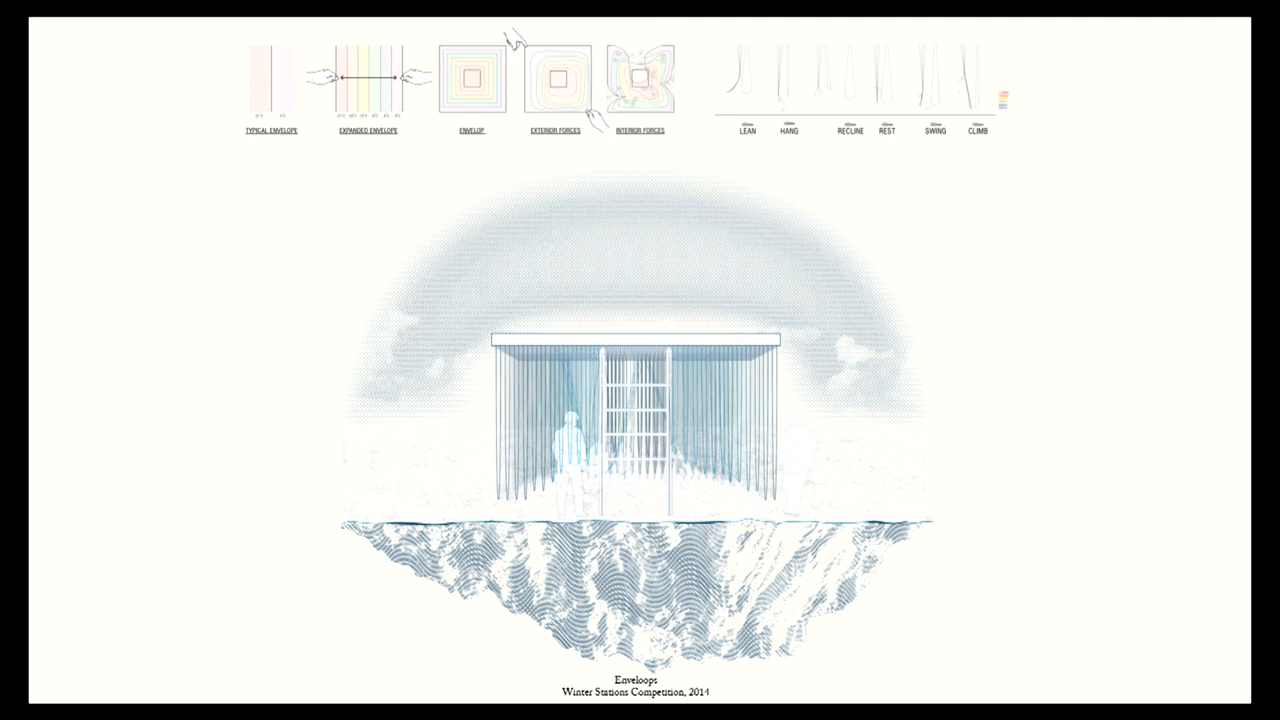 TYPICAL ENVELOPE
EXPANDED ENVELOPE
ENVELOP
EXTERIOR FORCES
INTERIOR FORCES
LEAN
HANG
RECLINE
REST
SWING
CLIMB
Enveloops
Winter Stations Competition, 2014